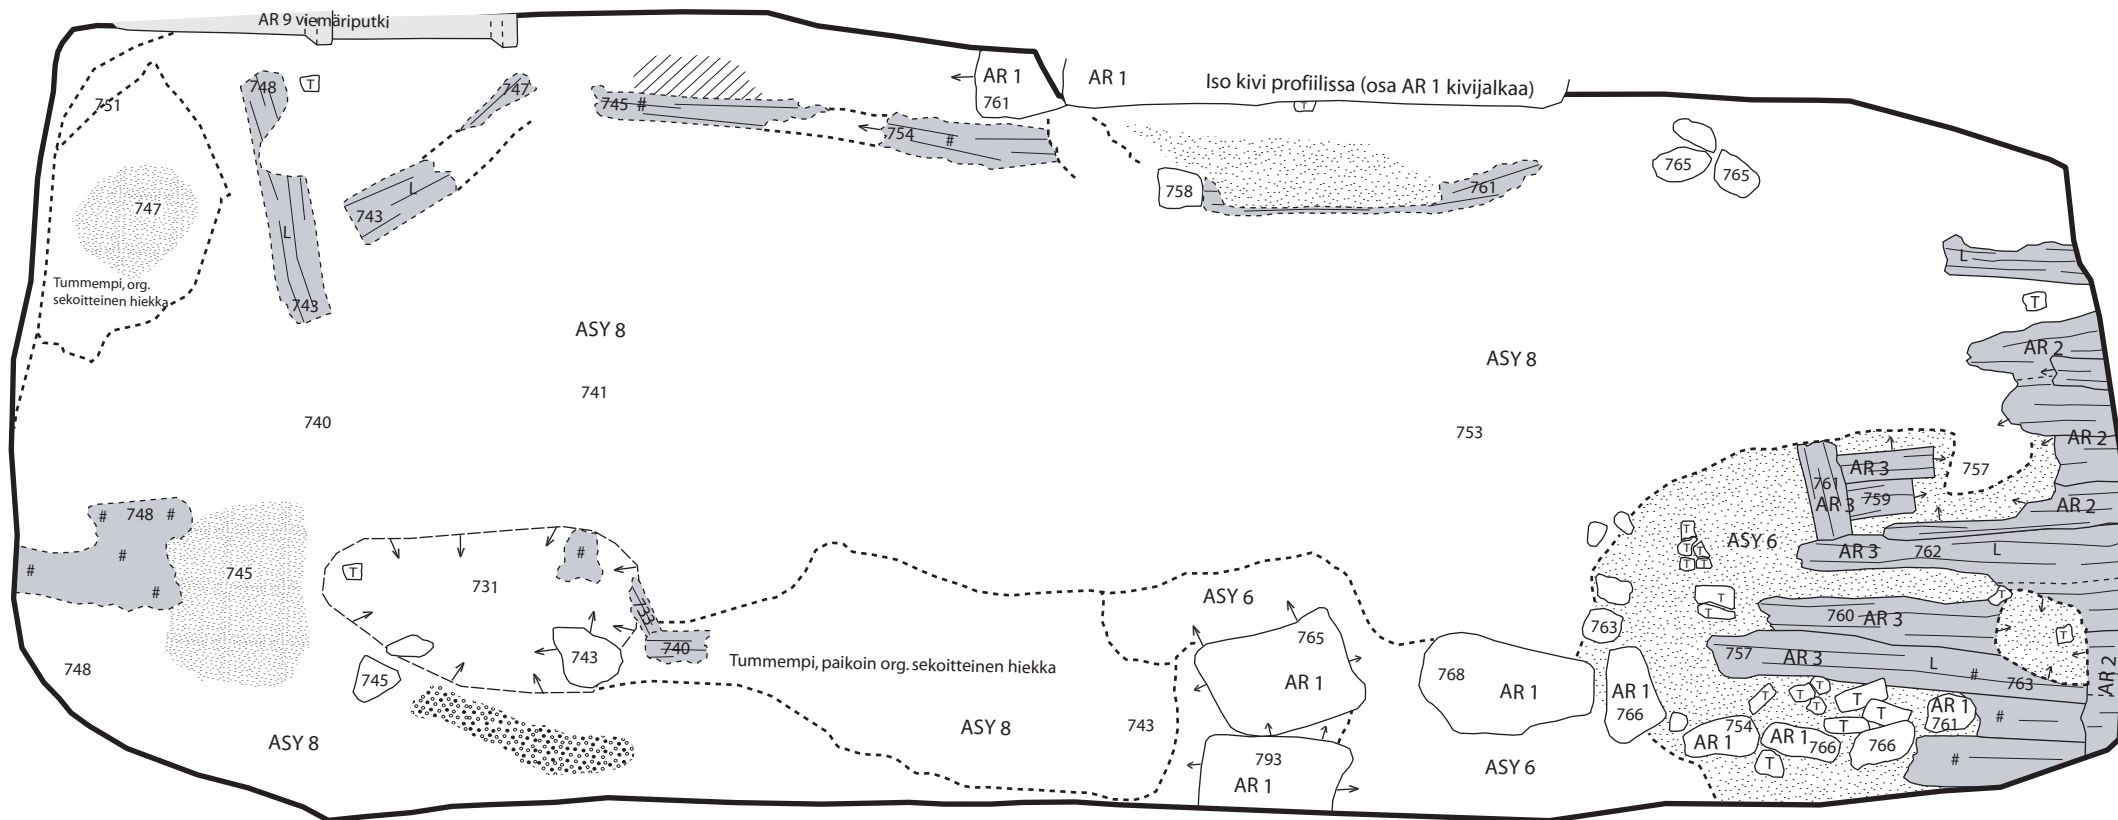 AR 9 viemäriputki
751
748
T
747
745 #
754
#
AR 1
761
AR 1
Iso kivi profiilissa (osa AR 1 kivijalkaa)
T
758
761
765
765
747
L
743
L
743
Tummempi, org.
sekoitteinen hiekka
L
T
AR 2
ASY 8
741
740
ASY 8
753
AR 2
757
AR 3
761
759
AR 3
AR 2
748
#
#
#
#
#
745
748
ASY 8
T
731
#
733
740
743
745
Tummempi, paikoin org. sekoitteinen hiekka
ASY 8
743
ASY 6
765
AR 1
793
AR 1
768
AR 1
ASY 6
763
AR 1
766
T
T
T
T
T
ASY 6
AR 3
762
L
T
T
T
760
AR 3
T
757
AR 3
L
#
763
AR 2
T
T
T
T
T
T
T
754
AR 1
AR 1
766
T
766
AR 1
761
#
#